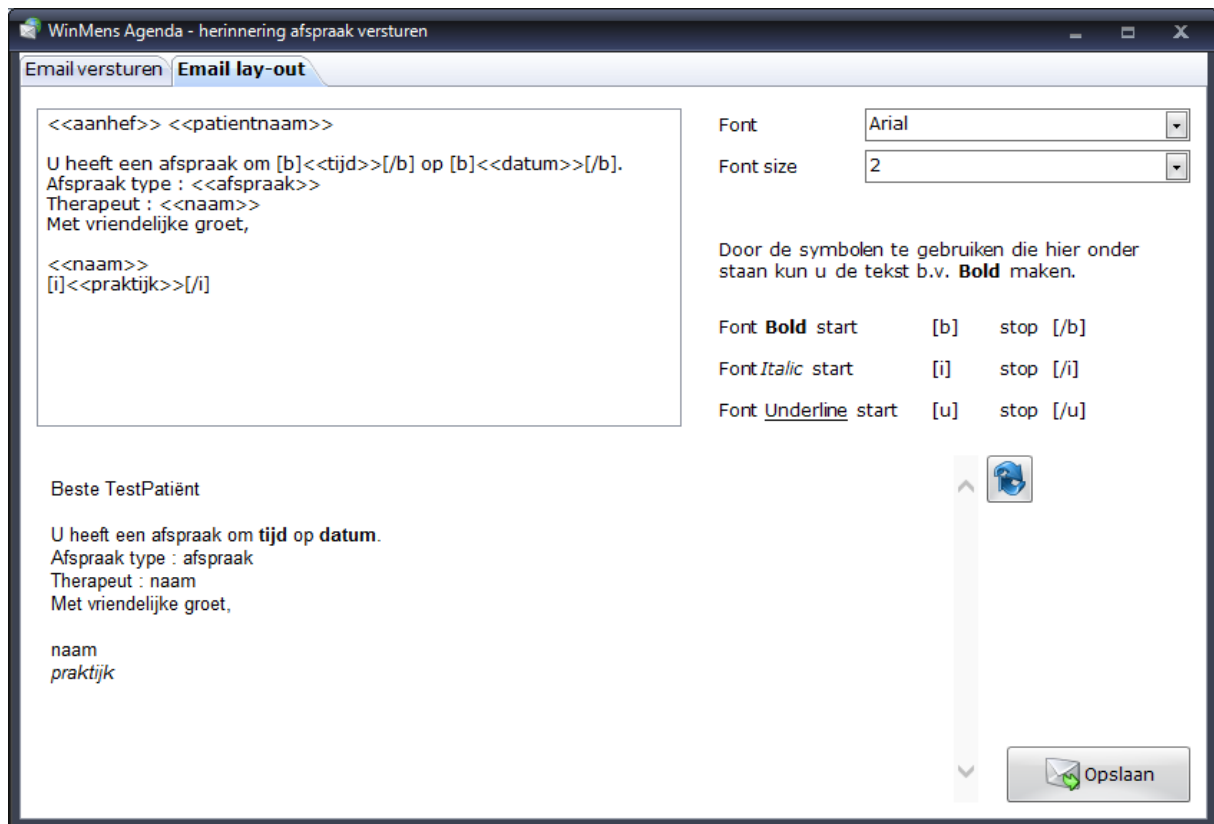 WinMens Agenda - herinnering afspraak versturen
Email versturen Email lay-out
<<aanhef>> <<patientnaam>>
U heeft een afspraak om [b]<<tijd>>[/b] op [b]<<datum>>[/b].
Afspraak type : <<afspraak>>
Therapeut : <<naam>>
Met vriendelijke groet,
<<naam>>
[i]<<praktijk>>[/i]
Font Arial
Font size 2
Door de symbolen te gebruiken die hier onder
staan kun u de tekst b.v. Bold maken.
Font Bold start [b] stop [/b]
Font Italic start [i] stop [/i]
Font Underline start [u] stop [/u]
Beste TestPatiënt
U heeft een afspraak om tijd op datum.
Afspraak type : afspraak
Therapeut : naam
Met vriendelijke groet,
naam
praktijk
Opslaan